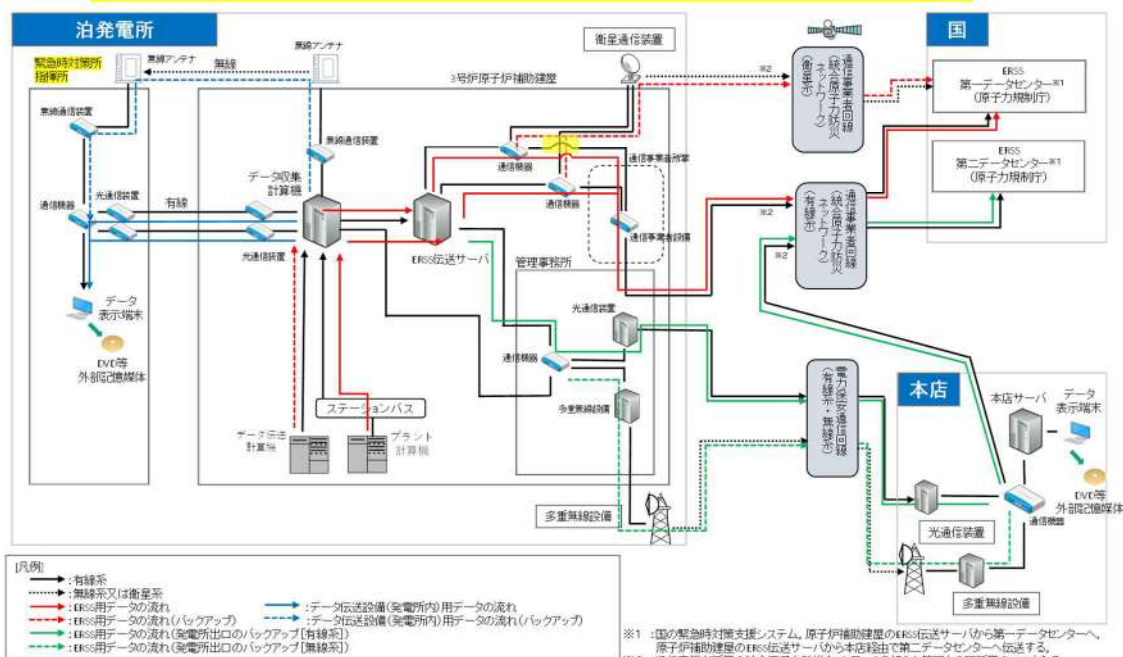 泊発電所
国
衛星通信装置
無線アンテナ
無線アンテナ
無線
緊急時対策所
指揮所
3号炉原子炉補助建屋
※2
通信事業者回線
(統合原子力防災
ネットワーク)
(衛星系)
ERSS
第一データセンター※1
(原子力規制庁)
ERSS
第二データセンター※1
(原子力規制庁)
無線通信装置
無線通信装置
通信機器
通信事業者所掌
データ収集
計算機
通信機器
光通信装置
通信機器
有線
通信事業者設備
※2
※2
通信事業者回線
(統合原子力防災
ネットワーク)
(有線系)
光通信装置
ERSS伝送サーバ
管理事務所
データ
表示端末
DVD等
外部記憶媒体
光通信装置
通信機器
多重無線設備
電力保安通信回線
(有線系・無線系)
本店
本店サーバ
データ
表示端末
DVD等
外部記憶媒体
通信機器
ステーションバス
データ伝送
計算機
プラント
計算機
多重無線設備
光通信装置
多重無線設備
[凡例]
:有線系
:無線系又は衛星系
:ERSS用データの流れ
:データ伝送設備(発電所内)用データの流れ
:ERSS用データの流れ(バックアップ)
:データ伝送設備(発電所内)用データの流れ(バックアップ)
:ERSS用データの流れ(発電所出口のバックアップ[有線系])
:ERSS用データの流れ(発電所出口のバックアップ[無線系])
※1 :国の緊急時対策支援システム。原子炉補助建屋のERSS伝送サーバから第一データセンターへ、
原子炉補助建屋のERSS伝送サーバから本店経由で第二データセンターへ伝送する。